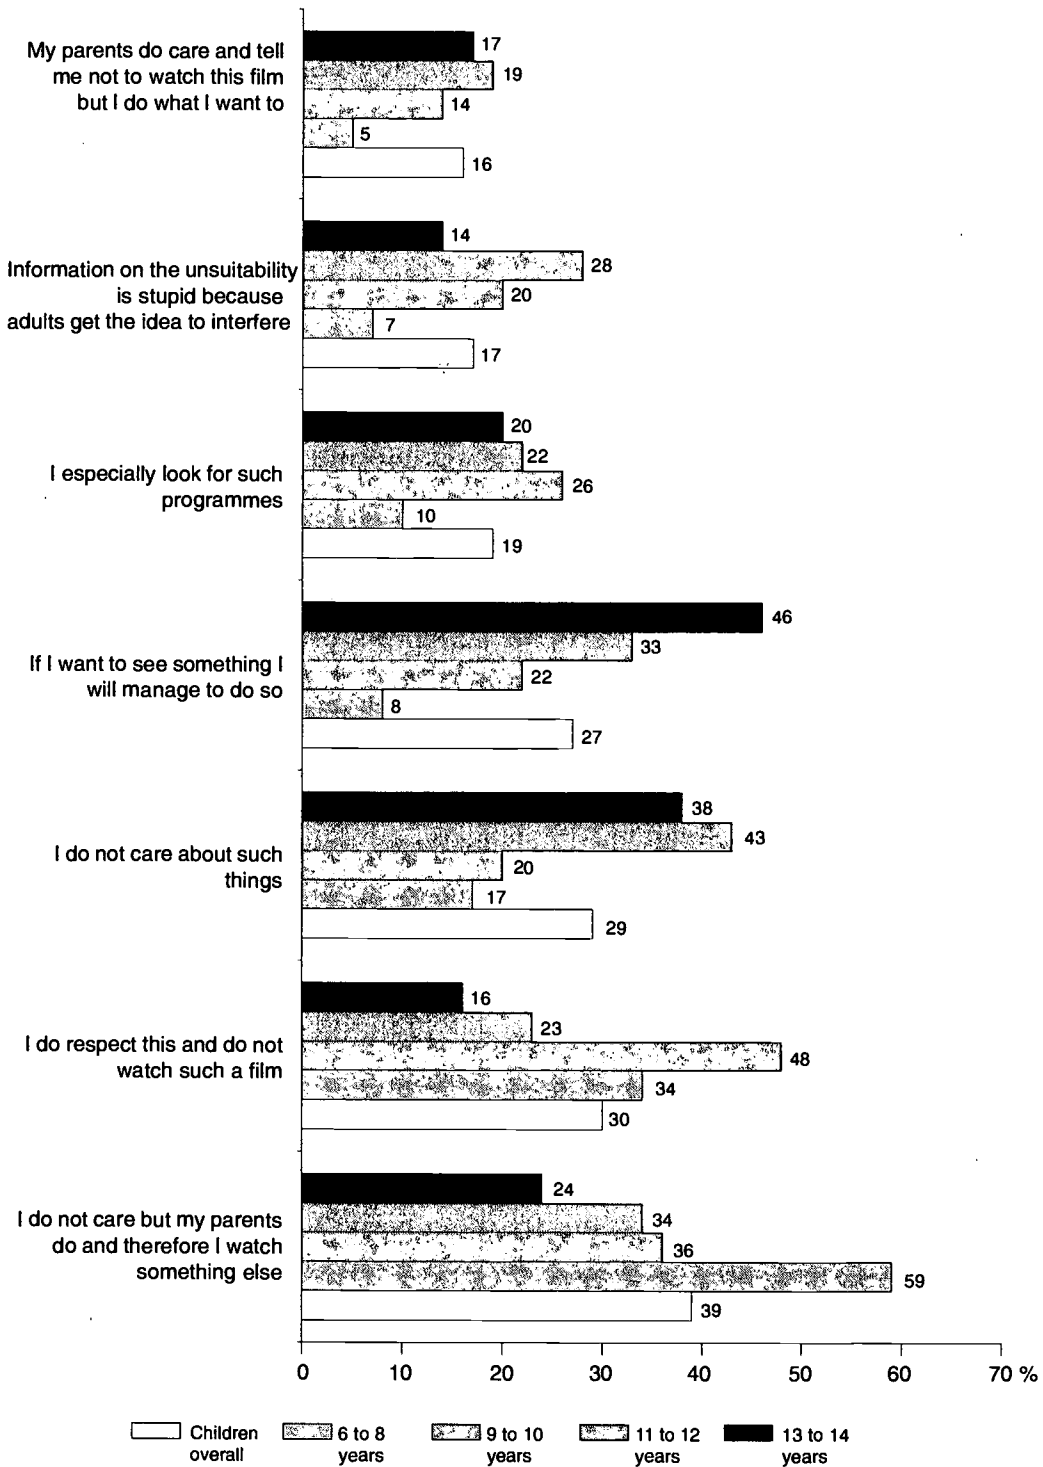 My parents do care and tell
me not to watch this film
but I do what I want to
17
19
14
5
16
Information on the unsuitability
is stupid because
adults get the idea to interfere
14
28
20
7
17
I especially look for such
programmes
20
22
26
10
19
If I want to see something I
will manage to do so
46
33
22
8
27
I do not care about such
things
38
43
20
17
29
I do respect this and do not
watch such a film
16
23
48
34
30
I do not care but my parents
do and therefore I watch
something else
24
34
36
59
39
0 10 20 30 40 50 60 70 %
Children
overall
6 to 8
years
9 to 10
years
11 to 12
years
13 to 14
years